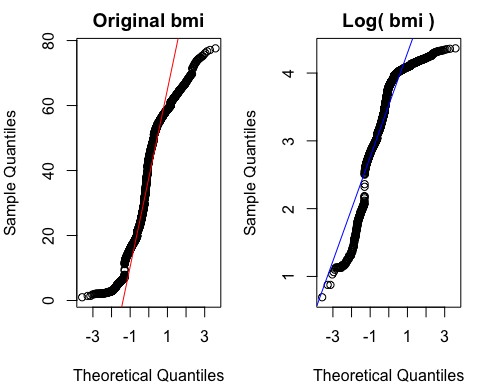 Original bmi
Sample Quantiles
80
60
40
20
0
-3 -1 1 3
Theoretical Quantiles
Log( bmi )
Sample Quantiles
4
3
2
1
-3 -1 1 3
Theoretical Quantiles